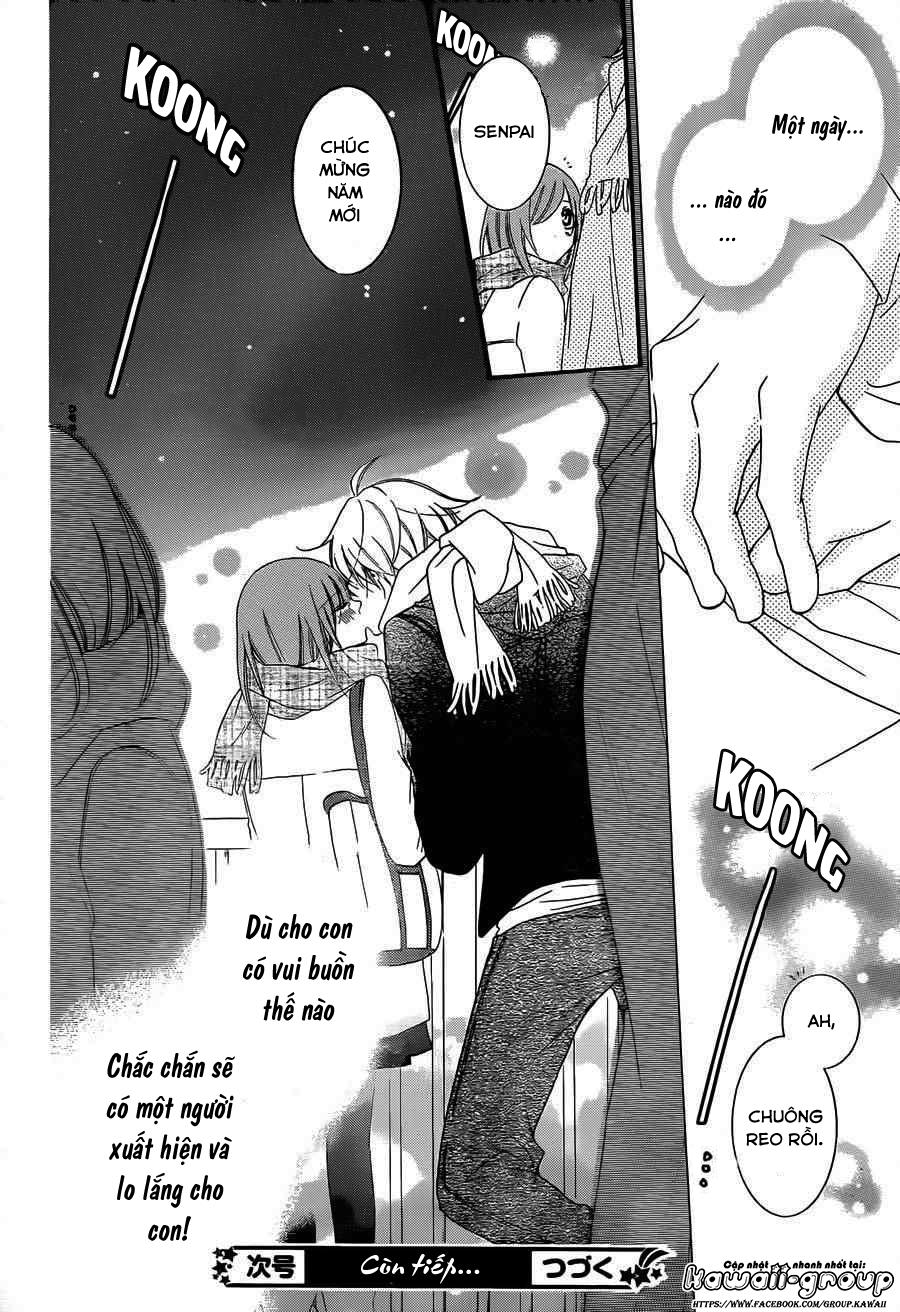 Một ngày...
... nào đó
...
KOONG
AH,
CHUÔNG
REO RỒI.
KOONG
SENPAI
KOONG
CHÚC
MỪNG
NĂM
MỚI
Dù cho con
có vui buồn
thế nào
Chắc chắn sẽ
có một người
xuất hiện và
lo lắng cho
con!
次号 Còn tiếp... つづく
Cập nhật nhanh nhất tại:
kawaii-group
HTTPS://WWW.FACEBOOK.COM/GROUP.KAWAII